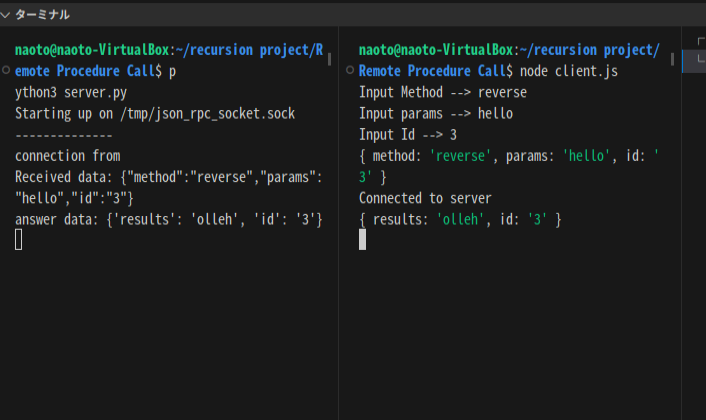 ターミナル
naoto@naoto-VirtualBox:~/recursion project/R
emote Procedure Call$ p
ython3 server.py
Starting up on /tmp/json_rpc_socket.sock
--------------
connection from
Received data: {"method":"reverse","params":
"hello","id":"3"}
answer data: {'results': 'olleh', 'id': '3'}
naoto@naoto-VirtualBox:~/recursion project/
Remote Procedure Call$ node client.js
Input Method --> reverse
Input params --> hello
Input Id --> 3
{ method: 'reverse', params: 'hello', id: '
3' }
Connected to server
{ results: 'olleh', id: '3' }